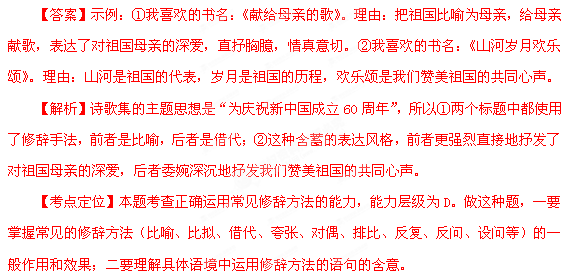 【答案】示例：①我喜欢的书名：《献给母亲的歌》。理由：把祖国比喻为母亲，给母亲
献歌，表达了对祖国母亲的深爱，直抒胸臆，情真意切。②我喜欢的书名：《山河岁月欢乐
颂》。理由：山河是祖国的代表，岁月是祖国的历程，欢乐颂是我们赞美祖国的共同心声。
【解析】诗歌集的主题思想是“为庆祝新中国成立 60 周年”，所以①两个标题中都使用
了修辞手法，前者是比喻，后者是借代；②这种含蓄的表达风格，前者更强烈直接地抒发了
对祖国母亲的深爱，后者委婉深沉地抒发我们赞美祖国的共同心声。
【考点定位】本题考查正确运用常见修辞方法的能力，能力层级为 D。做这种题，一要
掌握常见的修辞方法（比喻、比拟、借代、夸张、对偶、排比、反复、反问、设问等）的一
般作用和效果；二要理解具体语境中运用修辞方法的语句的含意。